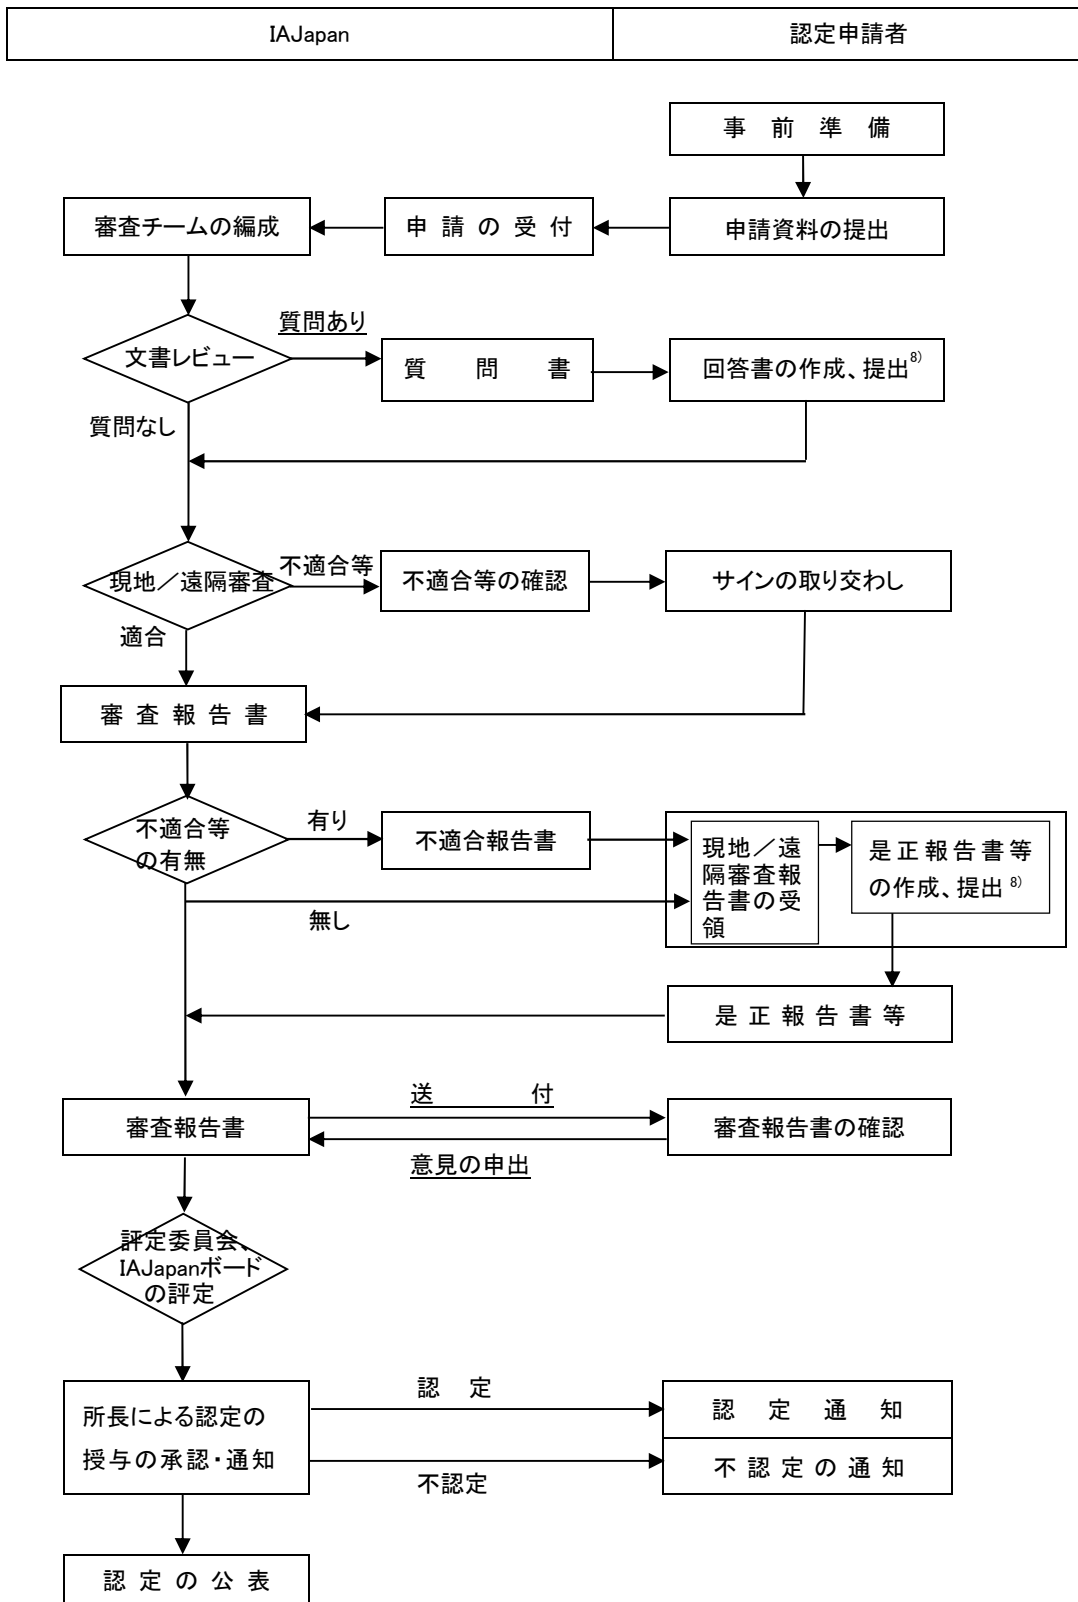 IAJapan
認定申請者
事前準備
審査チームの編成
申請の受付
申請資料の提出
質問あり
文書レビュー
質問書
回答書の作成、提出8)
質問なし
現地／遠隔審査
不適合等
不適合等の確認
サインの取り交わし
適合
審査報告書
不適合等
の有無
有り
不適合報告書
現地／遠
隔審査報
告書の受
領
是正報告書等
の作成、提出8)
無し
是正報告書等
審査報告書
送付
審査報告書の確認
意見の申出
評定委員会、
IAJapanボード
の評定
所長による認定の
授与の承認・通知
認定
認定通知
不認定の通知
不認定
認定の公表